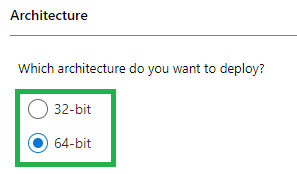 Architecture
Which architecture do you want to deploy?
32-bit
64-bit